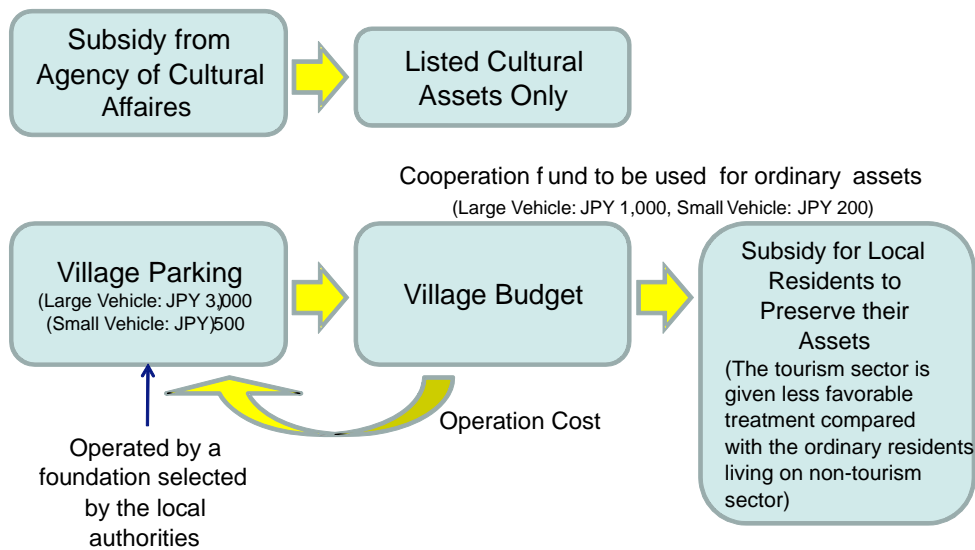 Subsidy from
Agency of Cultural
Affaires
Listed Cultural
Assets Only
Cooperation fund to be used for ordinary assets
(Large Vehicle: JPY 1,000, Small Vehicle: JPY 200)
Village Parking
(Large Vehicle: JPY 3,000
(Small Vehicle: JPY)500
Village Budget
Subsidy for Local
Residents to
Preserve their
Assets
(The tourism sector is
given less favorable
treatment compared
with the ordinary residents
living on non-tourism
sector)
Operation Cost
Operated by a
foundation selected
by the local
authorities